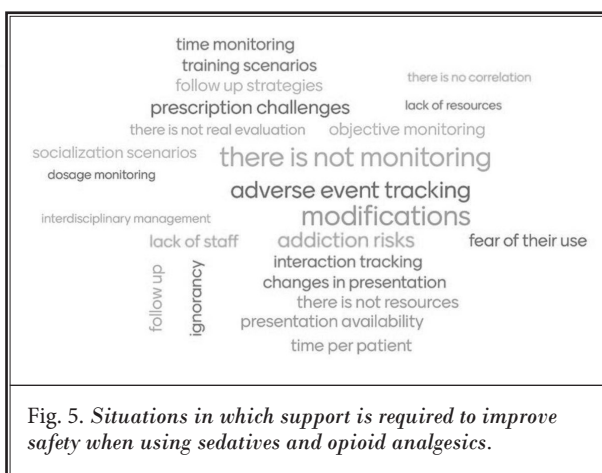 time monitoring
training scenarios
there is no correlation
follow up strategies
prescription challenges
lack of resources
there is not real evaluation
objective monitoring
socialization scenarios
there is not monitoring
dosage monitoring
adverse event tracking
interdisciplinary management
modifications
lack of staff
addiction risks
fear of their use
follow up
ignorancy
interaction tracking
changes in presentation
there is not resources
presentation availability
time per patient
Fig. 5. Situations in which support is required to improve
safety when using sedatives and opioid analgesics.